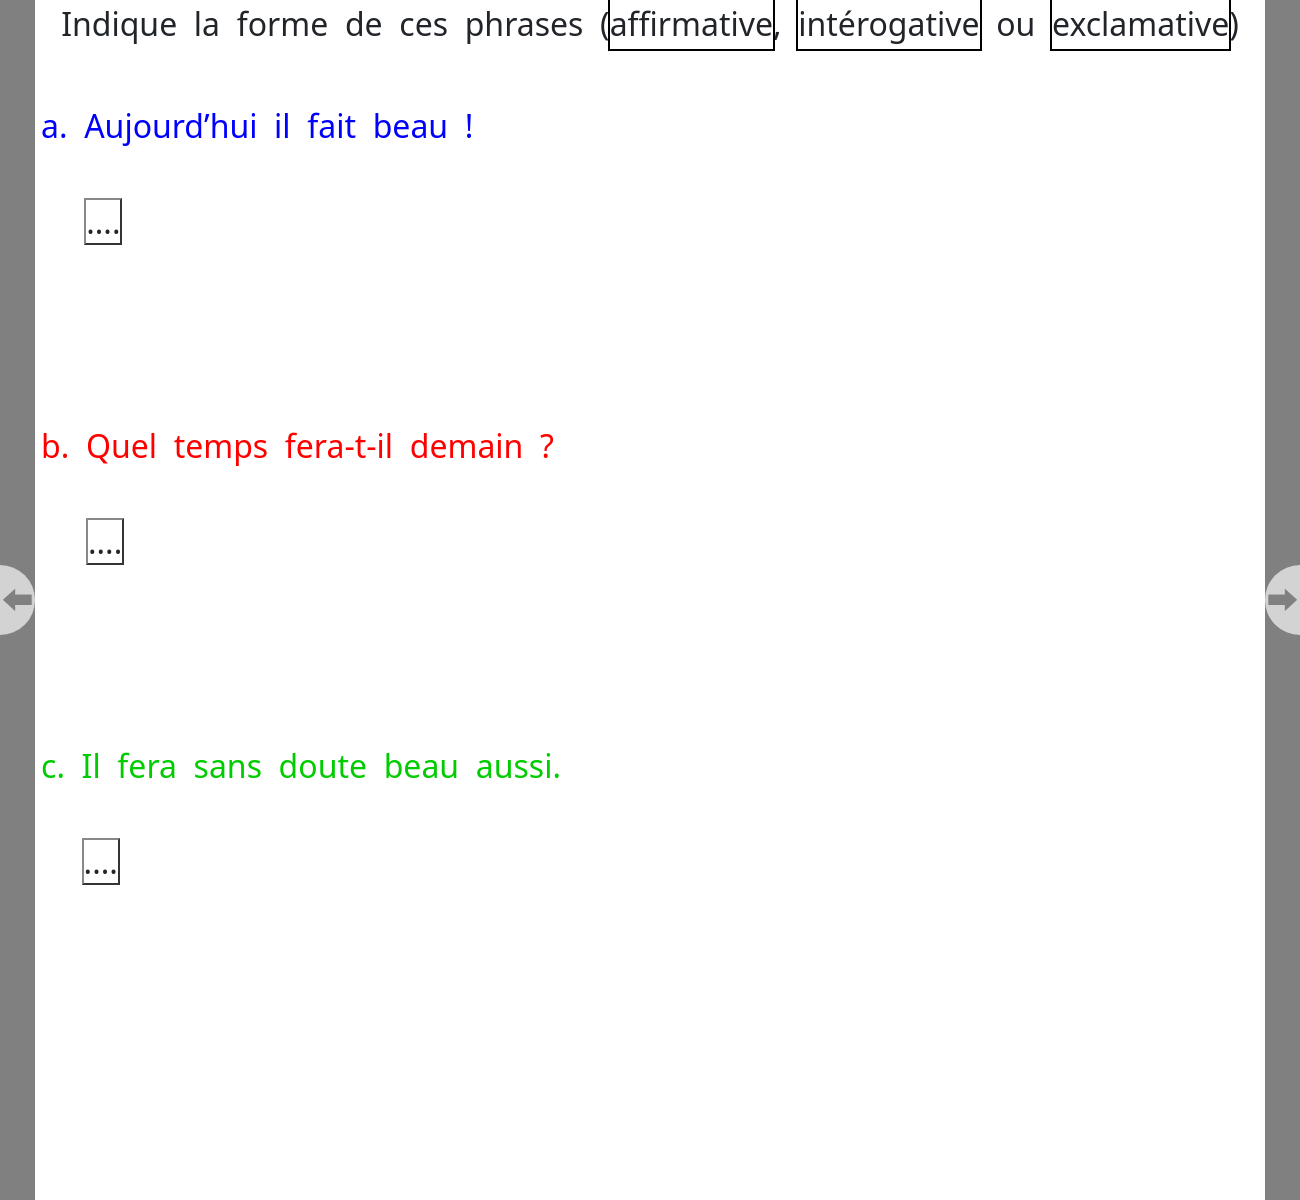 Indique la forme de ces phrases (affirmative, intérogative ou exclamative)
a. Aujourd’hui il fait beau !
....
b. Quel temps fera-t-il demain ?
....
c. Il fera sans doute beau aussi.
....